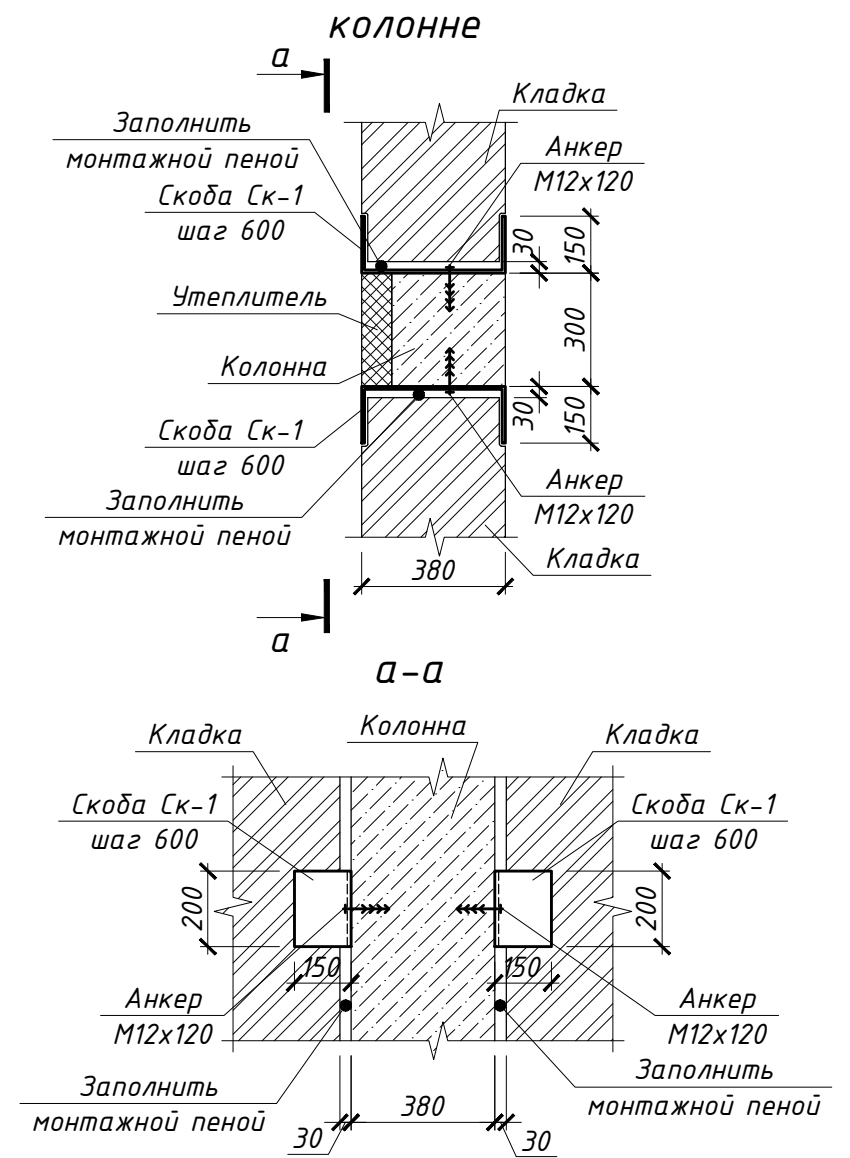 колонне
а
Кладка
Заполнить
монтажной пеной
Анкер
М12х120
Скоба Ск-1
шаг 600
30
150
Утеплитель
300
Колонна
30
150
Скоба Ск-1
шаг 600
Заполнить
монтажной пеной
Анкер
М12х120
Кладка
380
а
а-а
Кладка
Колонна
Кладка
Скоба Ск-1
шаг 600
Скоба Ск-1
шаг 600
200
200
150
150
Анкер
М12х120
Анкер
М12х120
Заполнить
монтажной пеной
Заполнить
монтажной пеной
30
380
30